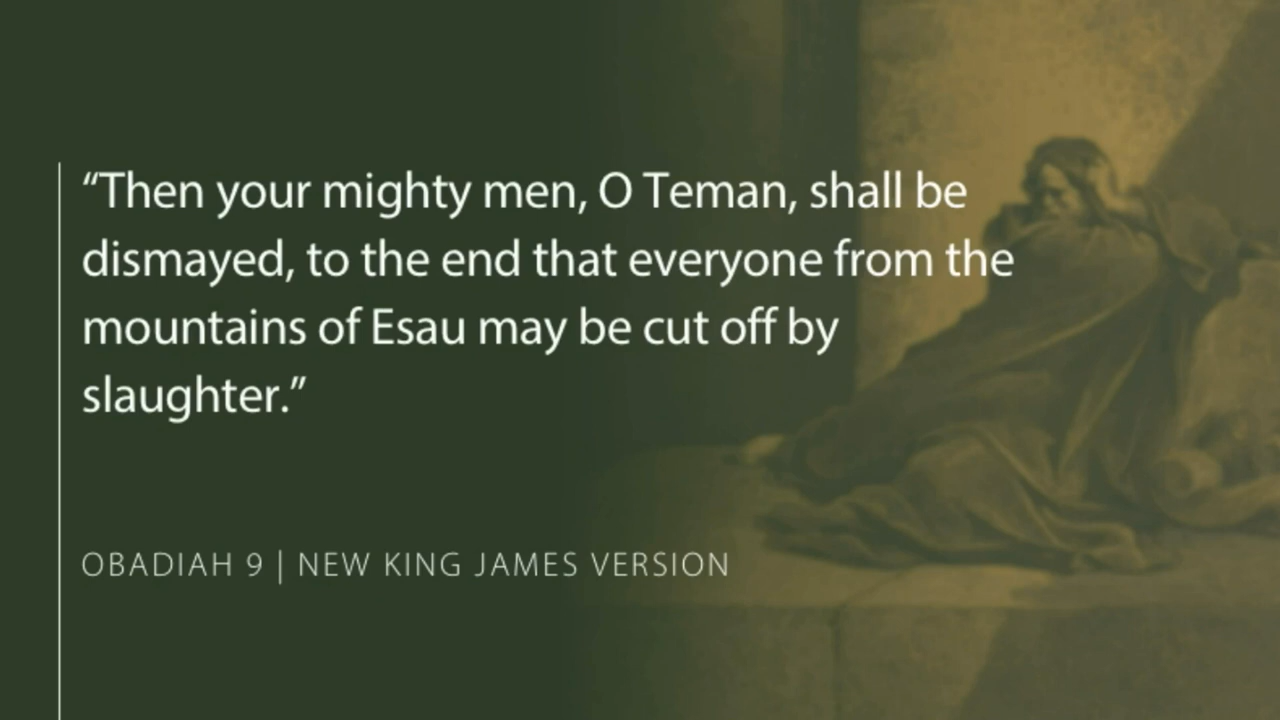 “Then your mighty men, O Teman, shall be
dismayed, to the end that everyone from the
mountains of Esau may be cut off by
slaughter.”
OBADIAH 9 | NEW KING JAMES VERSION